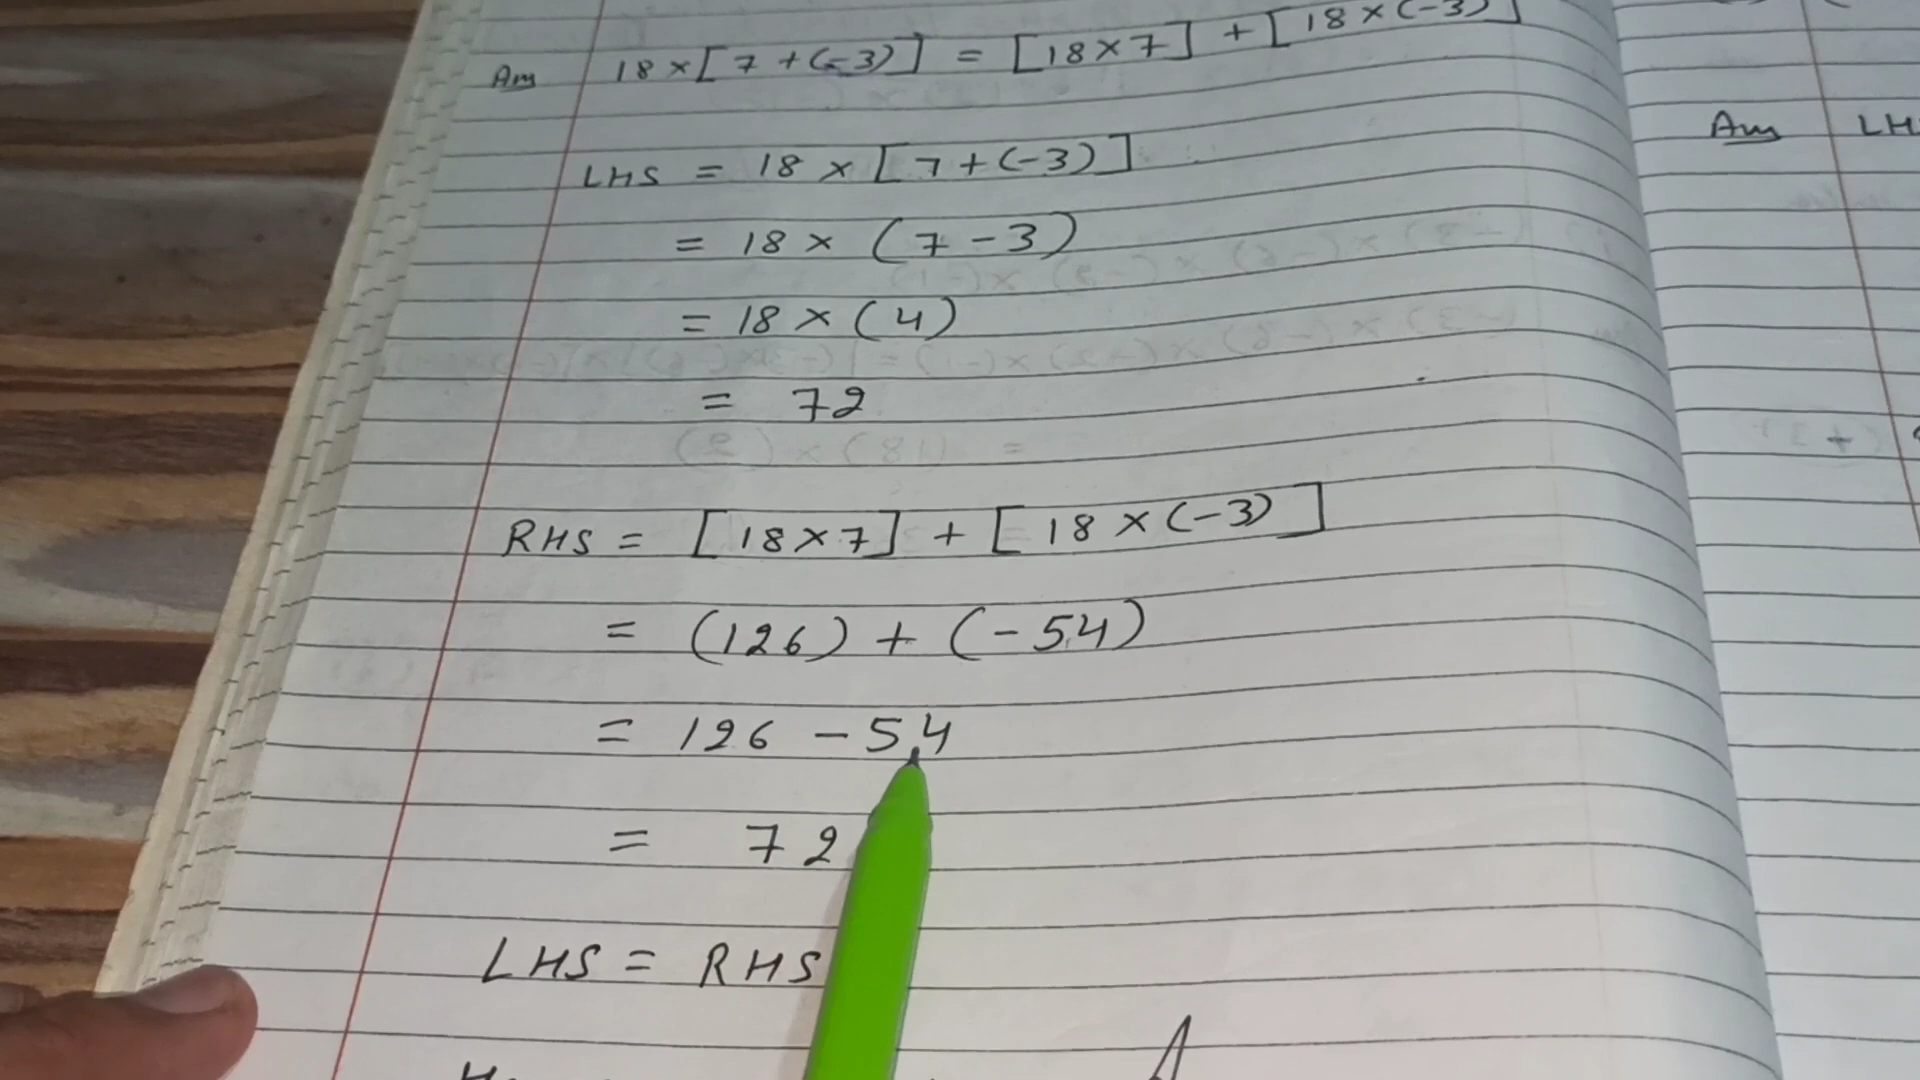 Ans 18 × [ 7 + (-3) ] = [ 18 × 7 ] + [ 18 × (-3) ]
LHS = 18 × [ 7 + (-3) ]
= 18 × ( 7 - 3 )
= 18 × ( 4 )
= 72
RHS = [ 18 × 7 ] + [ 18 × (-3) ]
= (126) + (-54)
= 126 - 54
= 72
LHS = RHS
Ans LHS